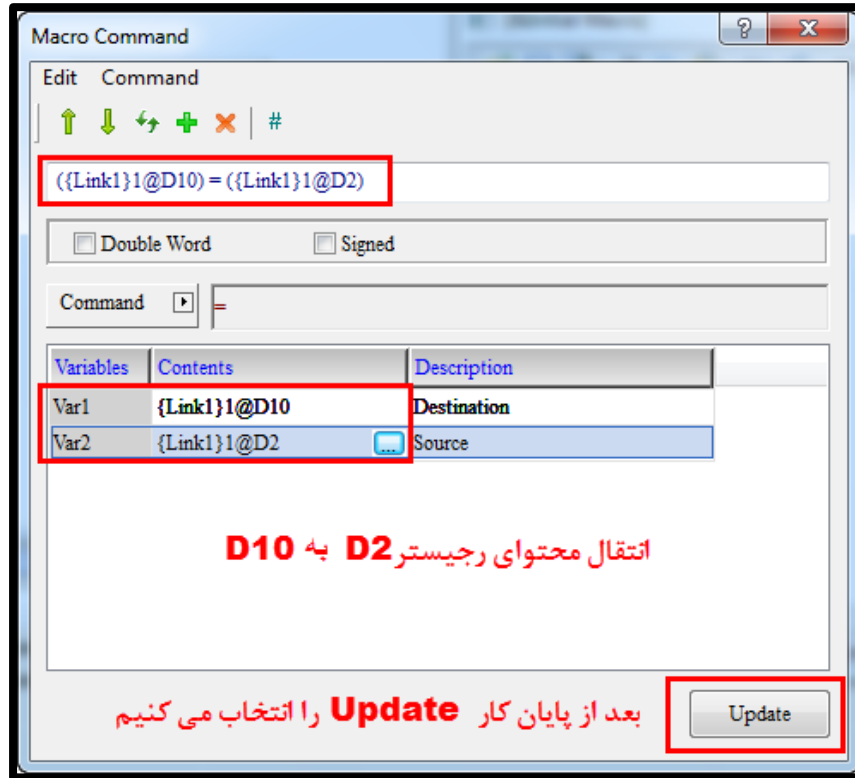 Macro Command
Edit Command
#
({Link1}1@D10) = ({Link1}1@D2)
Double Word Signed
Command =
Variables Contents Description
Var1 {Link1}1@D10 Destination
Var2 {Link1}1@D2 ... Source
انتقال محتوای رجیستر D2 به D10
بعد از پایان کار Update را انتخاب می کنیم
Update